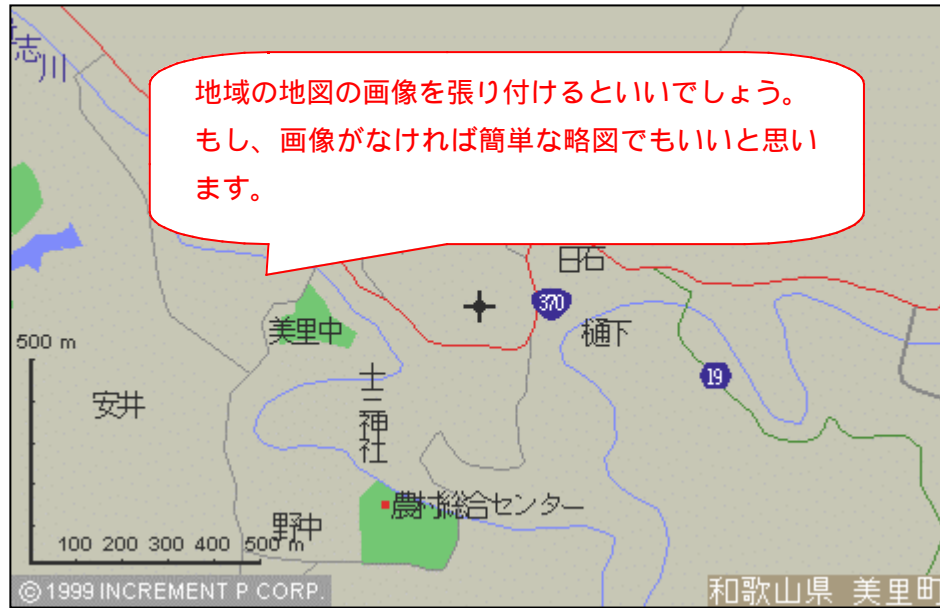 志川
地域の地図の画像を張り付けるといいでしょう。
もし、画像がなければ簡単な略図でもいいと思い
ます。
370
樋下
美里中
500 m
19
安井
神社
農村総合センター
野中
100 200 300 400 500 m
© 1999 INCREMENT P CORP.
和歌山県 美里町